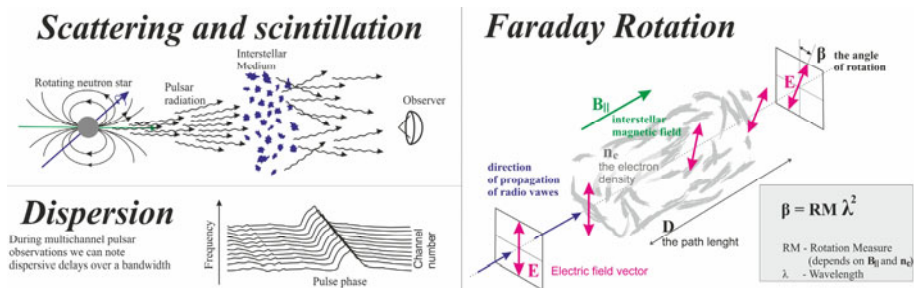 Scattering and scintillation
Interstellar
Medium
Rotating neutron star
Pulsar
radiation
Observer
Dispersion
During multichannel pulsar
observations we can note
dispersive delays over a bandwidth
Frequency
Channel
number
Pulse phase
Faraday Rotation
β
the angle
of rotation
E
B||
interstellar
magnetic field
ne
the electron
density
direction
of propagation
of radio vawes
D
the path lenght
E
Electric field vector
β = RM λ²
RM - Rotation Measure
(depends on B|| and ne)
λ - Wavelength